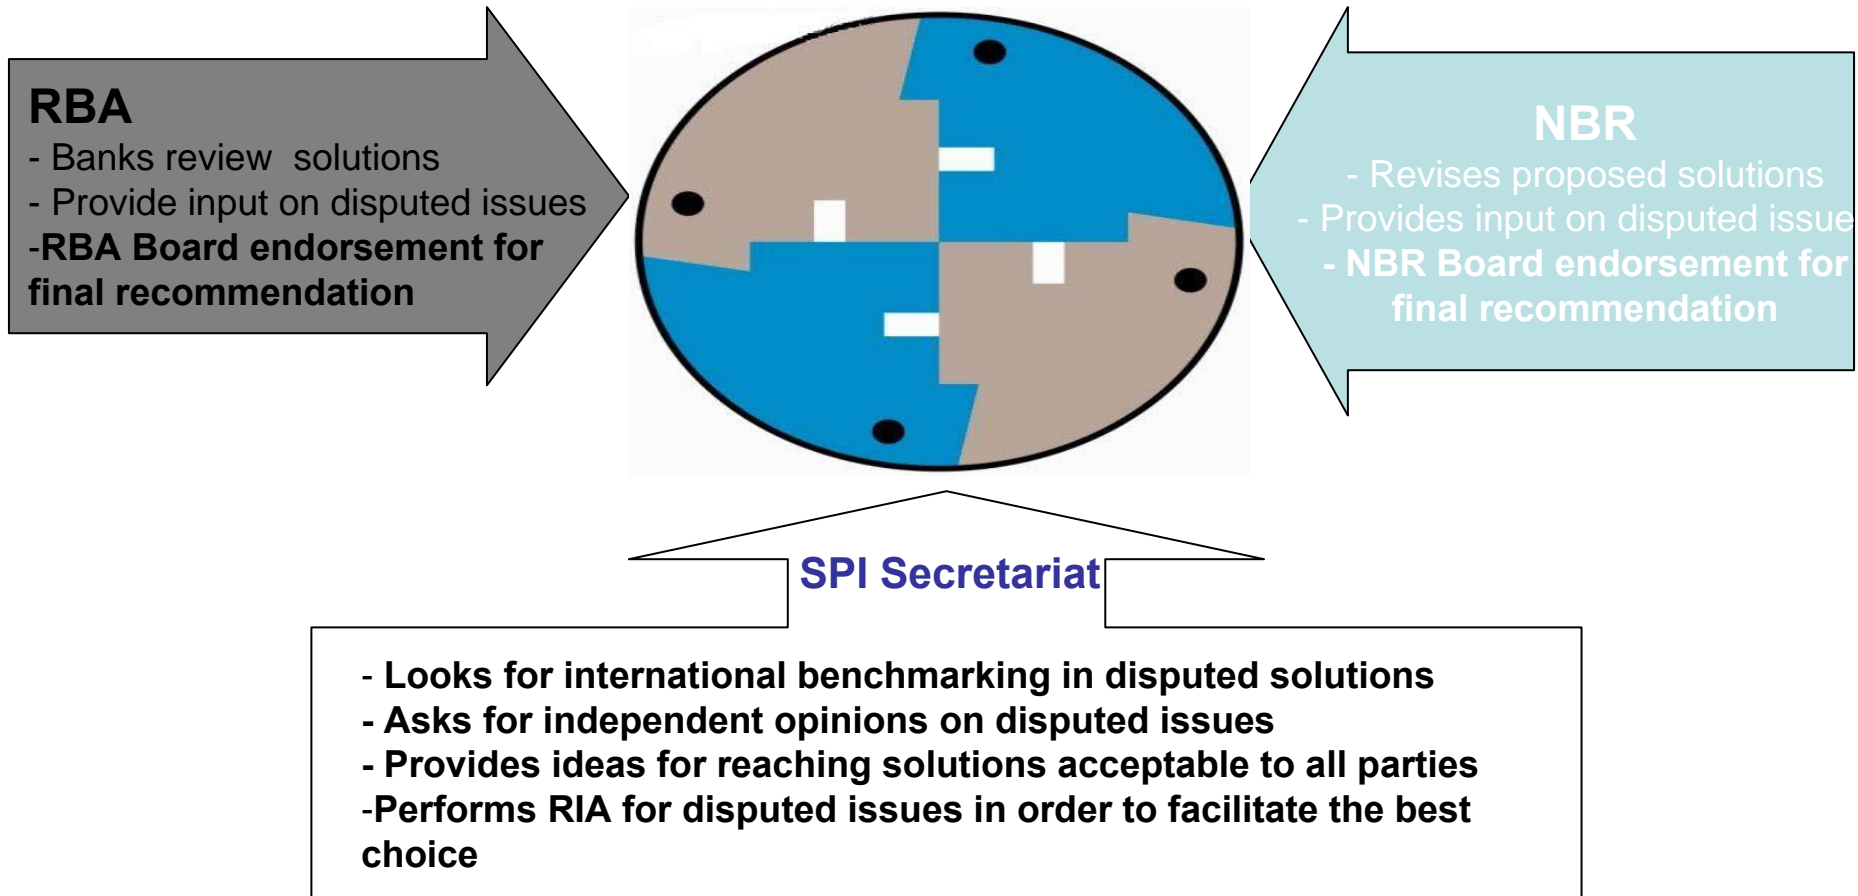 RBA
- Banks review solutions
- Provide input on disputed issues
-RBA Board endorsement for
final recommendation
NBR
- Revises proposed solutions
- Provides input on disputed issue
- NBR Board endorsement for
final recommendation
SPI Secretariat
- Looks for international benchmarking in disputed solutions
- Asks for independent opinions on disputed issues
- Provides ideas for reaching solutions acceptable to all parties
-Performs RIA for disputed issues in order to facilitate the best
choice